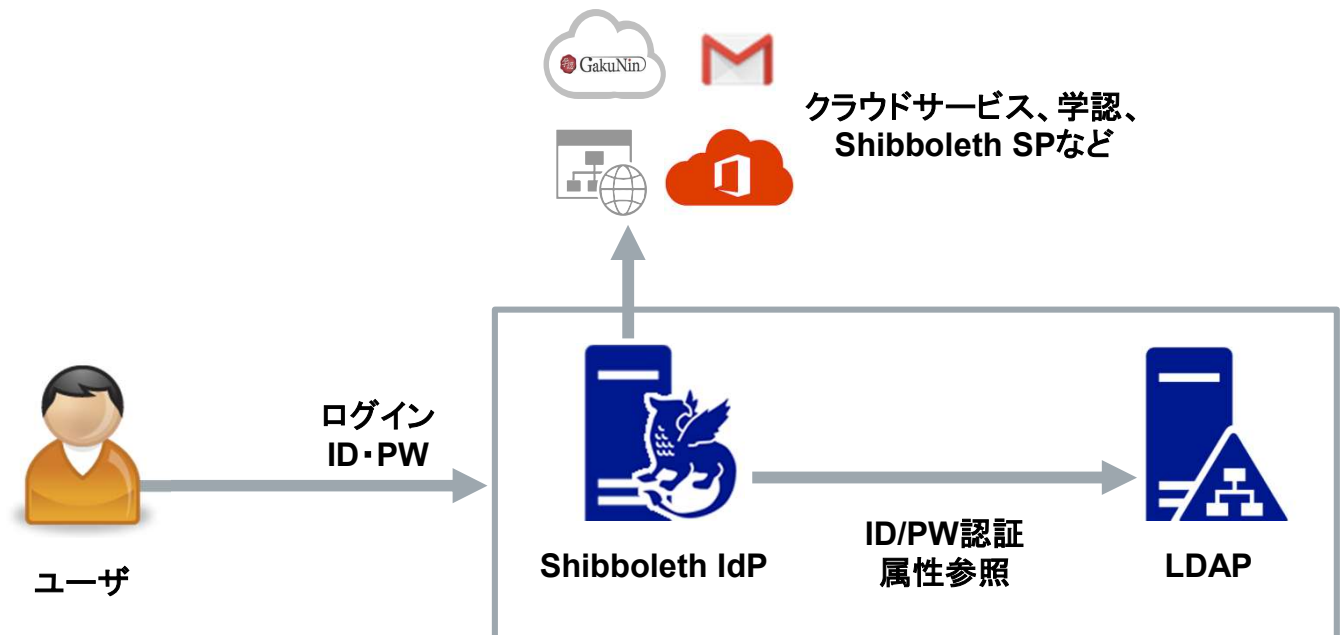 GakuNin
クラウドサービス、学認、
Shibboleth SPなど
ログイン
ID・PW
ユーザ
Shibboleth IdP
ID/PW認証
属性参照
LDAP